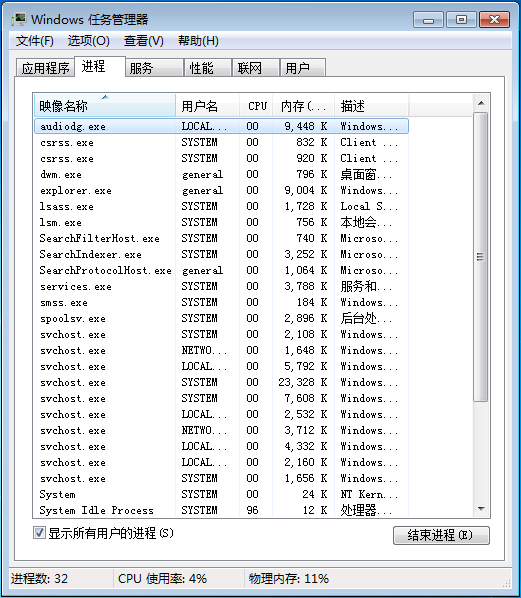 Windows 任务管理器
文件(F) 选项(O) 查看(V) 帮助(H)
应用程序 进程 服务 性能 联网 用户
映像名称 用户名 CPU 内存(... 描述
audiodg.exe LOCAL... 00 9,448 K Windows...
csrss.exe SYSTEM 00 832 K Client ...
csrss.exe SYSTEM 00 920 K Client ...
dwm.exe general 00 796 K 桌面窗...
explorer.exe general 00 9,004 K Windows...
lsass.exe SYSTEM 00 1,728 K Local S...
lsm.exe SYSTEM 00 756 K 本地会...
SearchFilterHost.exe SYSTEM 00 740 K Microso...
SearchIndexer.exe SYSTEM 00 3,252 K Microso...
SearchProtocolHost.exe general 00 1,064 K Microso...
services.exe SYSTEM 00 3,788 K 服务和...
smss.exe SYSTEM 00 184 K Windows...
spoolsv.exe SYSTEM 00 2,896 K 后台处...
svchost.exe SYSTEM 00 2,108 K Windows...
svchost.exe NETWO... 00 1,648 K Windows...
svchost.exe LOCAL... 00 5,792 K Windows...
svchost.exe SYSTEM 00 23,328 K Windows...
svchost.exe SYSTEM 00 7,608 K Windows...
svchost.exe LOCAL... 00 2,532 K Windows...
svchost.exe NETWO... 00 3,712 K Windows...
svchost.exe LOCAL... 00 4,332 K Windows...
svchost.exe LOCAL... 00 2,160 K Windows...
svchost.exe SYSTEM 00 1,656 K Windows...
System SYSTEM 00 24 K NT Kern...
System Idle Process SYSTEM 96 12 K 处理器...
显示所有用户的进程(S) 结束进程(E)
进程数: 32 CPU 使用率: 4% 物理内存: 11%